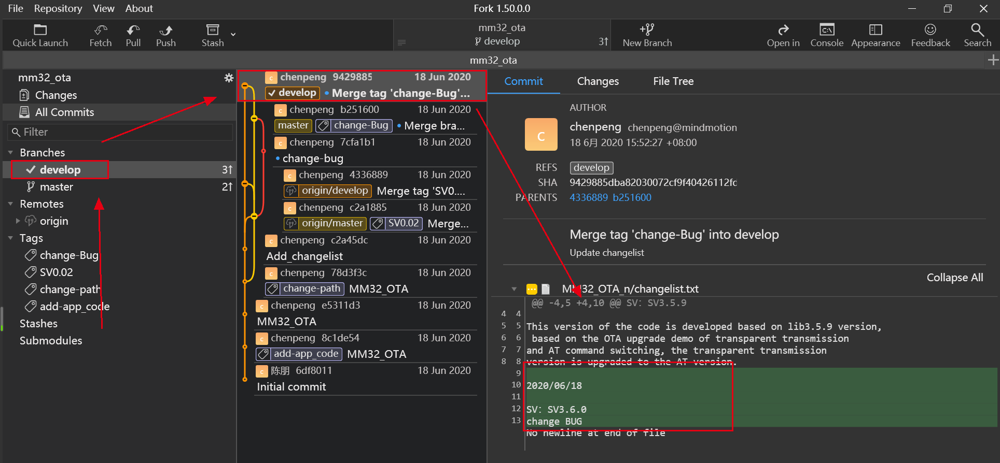 File Repository View About
Fork 1.50.0.0
Quick Launch Fetch Pull Push Stash
mm32_ota
develop 3↑
New Branch Open in Console Appearance Feedback Search
mm32_ota
mm32_ota
Changes
All Commits
Filter
Branches
develop 3↑
master 2↑
Remotes
origin
Tags
change-Bug
SV0.02
change-path
add-app_code
Stashes
Submodules
c chenpeng 9429885 18 Jun 2020
develop Merge tag 'change-Bug'...
c chenpeng b251600 18 Jun 2020
master change-Bug Merge bra...
c chenpeng 7cfa1b1 18 Jun 2020
change-bug
c chenpeng 4336889 18 Jun 2020
origin/develop Merge tag 'SV0....
c chenpeng c2a1885 18 Jun 2020
origin/master SV0.02 Merge...
c chenpeng c2a45dc 18 Jun 2020
Add_changelist
c chenpeng 78d3f3c 18 Jun 2020
change-path MM32_OTA
c chenpeng e5311d3 18 Jun 2020
MM32_OTA
c chenpeng 8c1de54 18 Jun 2020
add-app_code MM32_OTA
c 陈朋 6df8011 18 Jun 2020
Initial commit
Commit Changes File Tree
AUTHOR
c
chenpeng chenpeng@mindmotion
18 6月 2020 15:52:27 +08:00
REFS develop
SHA 9429885dba82030072cf9f40426112fc
PARENTS 4336889 b251600
Merge tag 'change-Bug' into develop
Update changelist
Collapse All
MM32_OTA_n/changelist.txt
@@ -4,5 +4,10 @@ SV: SV3.5.9
4 4
5 5 This version of the code is developed based on lib3.5.9 version,
6 6 based on the OTA upgrade demo of transparent transmission
7 7 and AT command switching, the transparent transmission
8 8 version is upgraded to the AT version.
9
10 2020/06/18
11
12 SV: SV3.6.0
13 change BUG
No newline at end of file